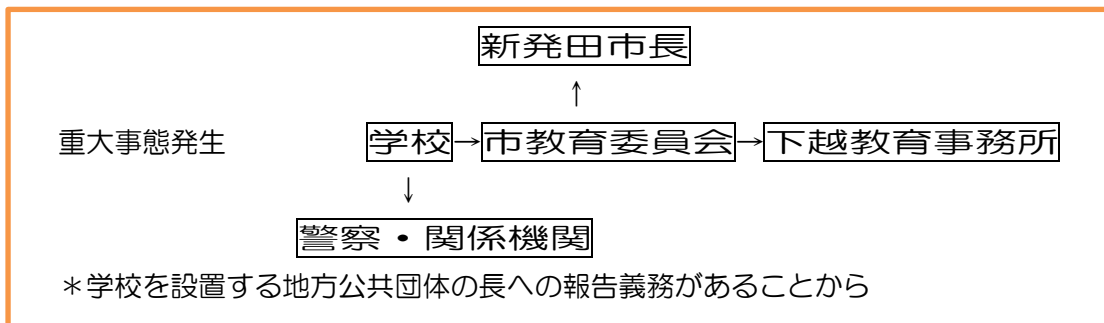 新発田市長
↑
重大事態発生 学校→市教育委員会→下越教育事務所
↓
警察・関係機関
＊学校を設置する地方公共団体の長への報告義務があることから